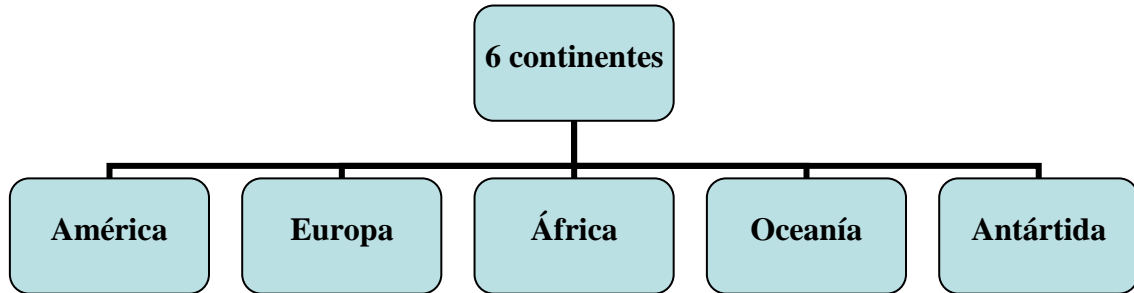 6 continentes
América
Europa
África
Oceanía
Antártida